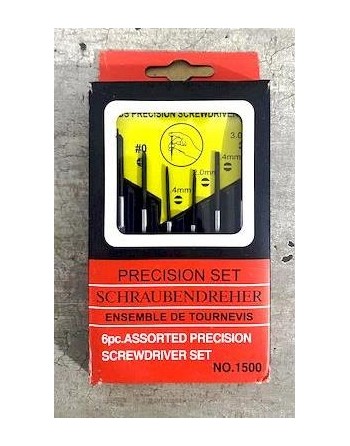 PRECISION SCREWDRIVER
3.0
#0
.4mm
2.0mm
.4mm
PRECISION SET
SCHRAUBENDREHER
ENSEMBLE DE TOURNEVIS
6pc.ASSORTED PRECISION
SCREWDRIVER SET
NO.1500